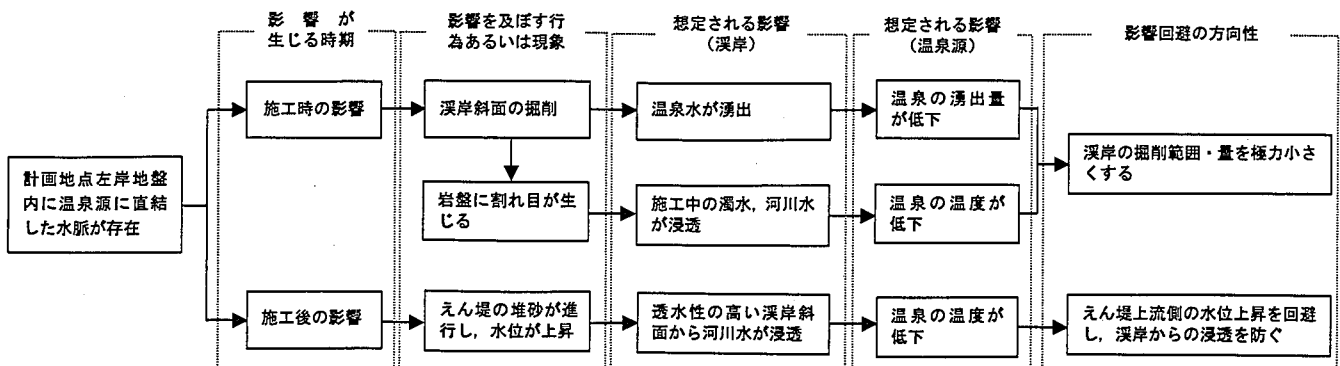 影響が
生じる時期
影響を及ぼす行
為あるいは現象
想定される影響
(渓岸)
想定される影響
(温泉源)
影響回避の方向性
計画地点左岸地盤
内に温泉源に直結
した水脈が存在
施工時の影響
渓岸斜面の掘削
温泉水が湧出
温泉の湧出量
が低下
岩盤に割れ目が生
じる
施工中の濁水，河川水
が浸透
温泉の温度が
低下
渓岸の掘削範囲・量を極力小さ
くする
施工後の影響
えん堤の堆砂が進
行し，水位が上昇
透水性の高い渓岸斜
面から河川水が浸透
温泉の温度が
低下
えん堤上流側の水位上昇を回避
し，渓岸からの浸透を防ぐ